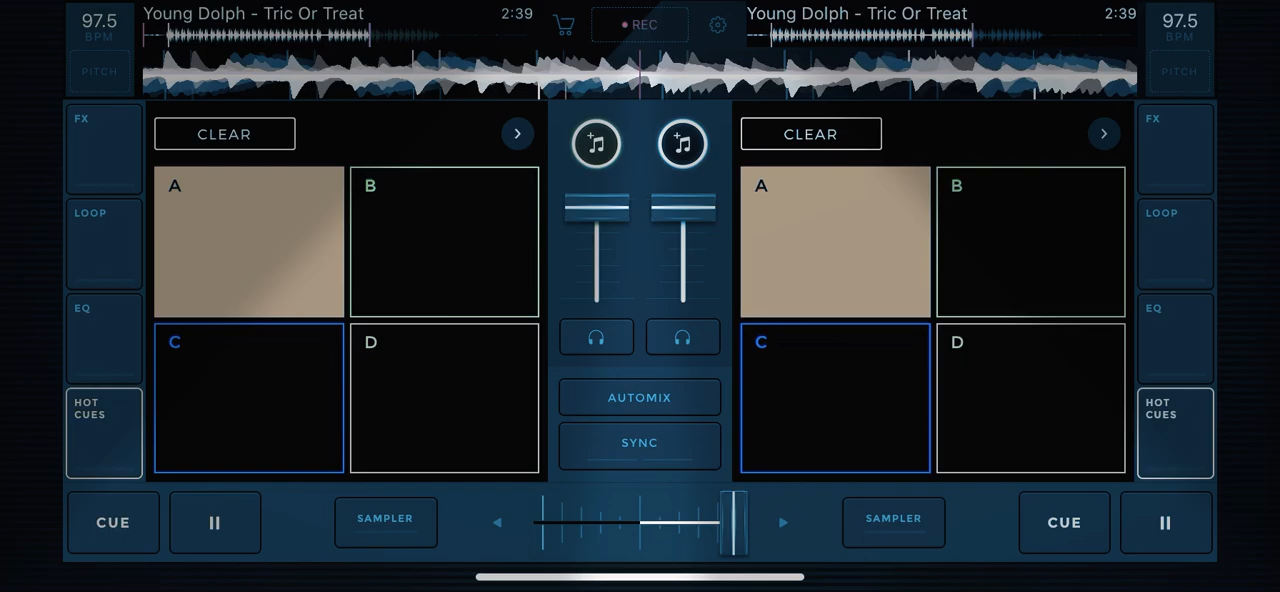 97.5
BPM
PITCH
Young Dolph - Tric Or Treat
2:39
REC
Young Dolph - Tric Or Treat
2:39
97.5
BPM
PITCH
FX
LOOP
EQ
HOT
CUES
CLEAR
A
B
C
D
AUTOMIX
SYNC
CLEAR
A
B
C
D
FX
LOOP
EQ
HOT
CUES
CUE
SAMPLER
SAMPLER
CUE